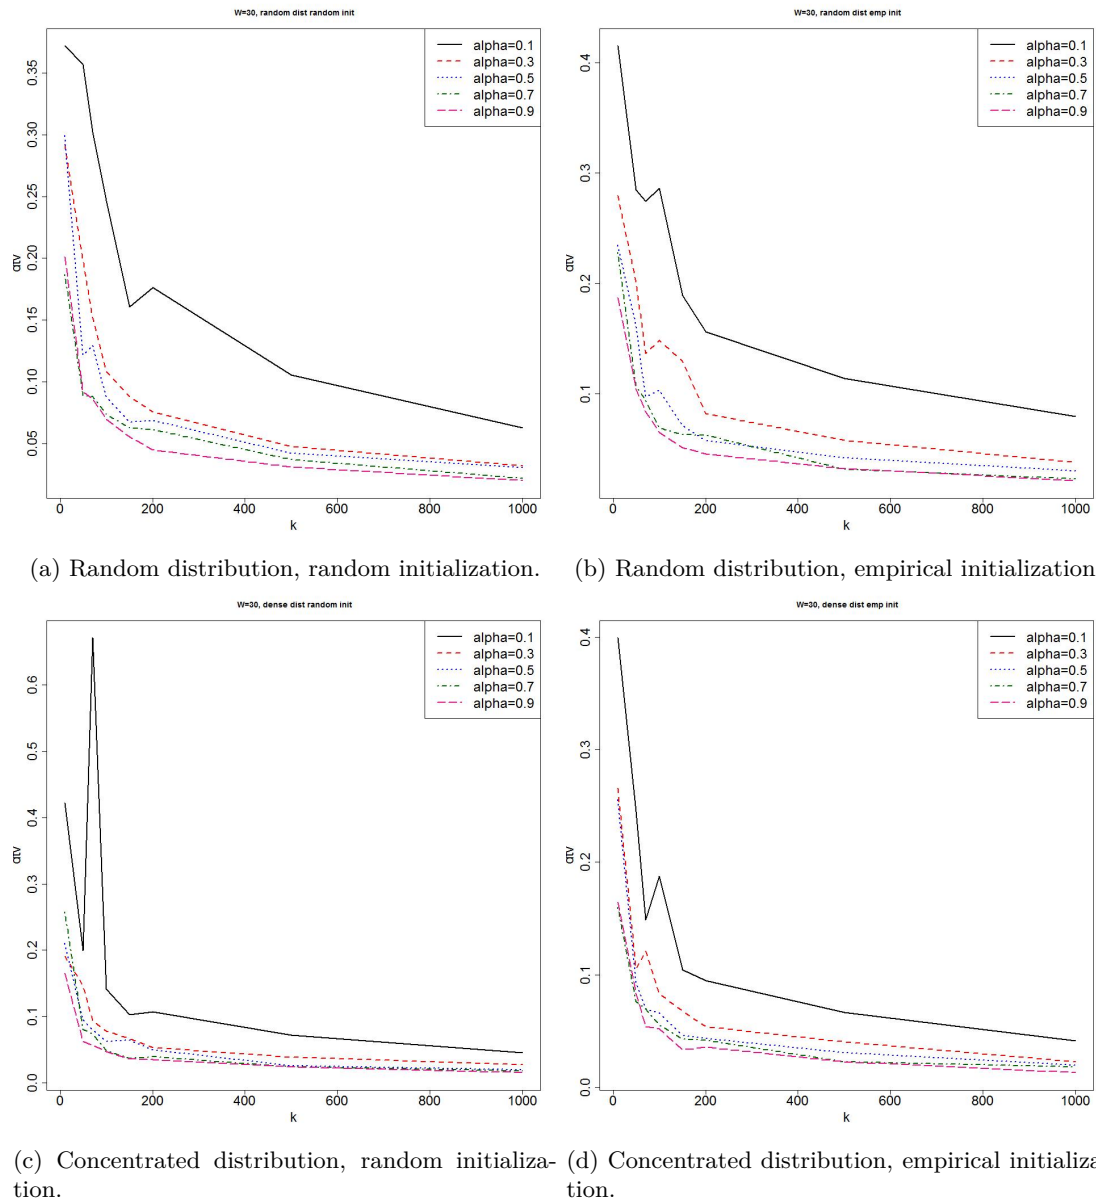 W=30, random dist random init
alpha=0.1
alpha=0.3
alpha=0.5
alpha=0.7
alpha=0.9
0.35
0.30
0.25
0.20
0.15
0.10
0.05
dtv
0 200 400 600 800 1000
k
(a) Random distribution, random initialization.
W=30, random dist emp init
alpha=0.1
alpha=0.3
alpha=0.5
alpha=0.7
alpha=0.9
0.4
0.3
0.2
0.1
dtv
0 200 400 600 800 1000
k
(b) Random distribution, empirical initialization
W=30, dense dist random init
alpha=0.1
alpha=0.3
alpha=0.5
alpha=0.7
alpha=0.9
0.6
0.5
0.4
0.3
0.2
0.1
0.0
dtv
0 200 400 600 800 1000
k
(c) Concentrated distribution, random initializa-
tion.
W=30, dense dist emp init
alpha=0.1
alpha=0.3
alpha=0.5
alpha=0.7
alpha=0.9
0.4
0.3
0.2
0.1
0.0
dtv
0 200 400 600 800 1000
k
(d) Concentrated distribution, empirical initializa
tion.